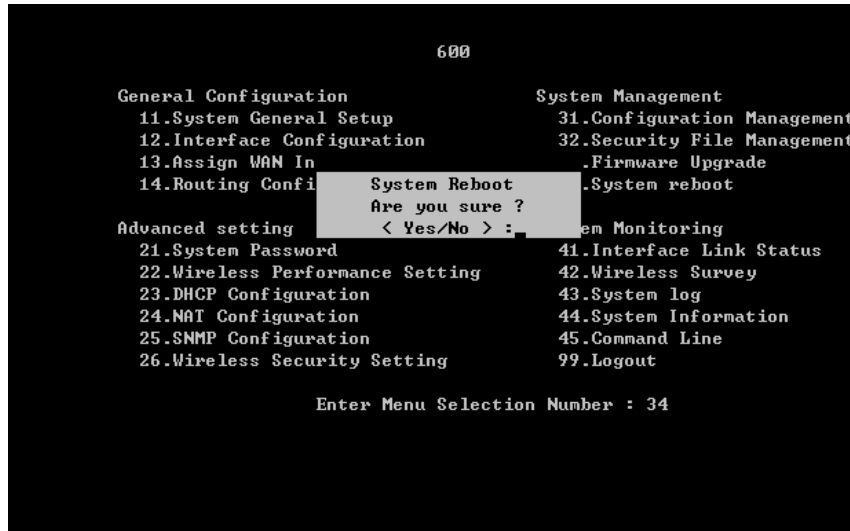 600
General Configuration
11.System General Setup
12.Interface Configuration
13.Assign WAN In
14.Routing Confi
Advanced setting
21.System Password
22.Wireless Performance Setting
23.DHCP Configuration
24.NAT Configuration
25.SNMP Configuration
26.Wireless Security Setting
System Management
31.Configuration Management
32.Security File Management
.Firmware Upgrade
.System reboot
em Monitoring
41.Interface Link Status
42.Wireless Survey
43.System log
44.System Information
45.Command Line
99.Logout
System Reboot
Are you sure ?
< Yes/No > :_
Enter Menu Selection Number : 34